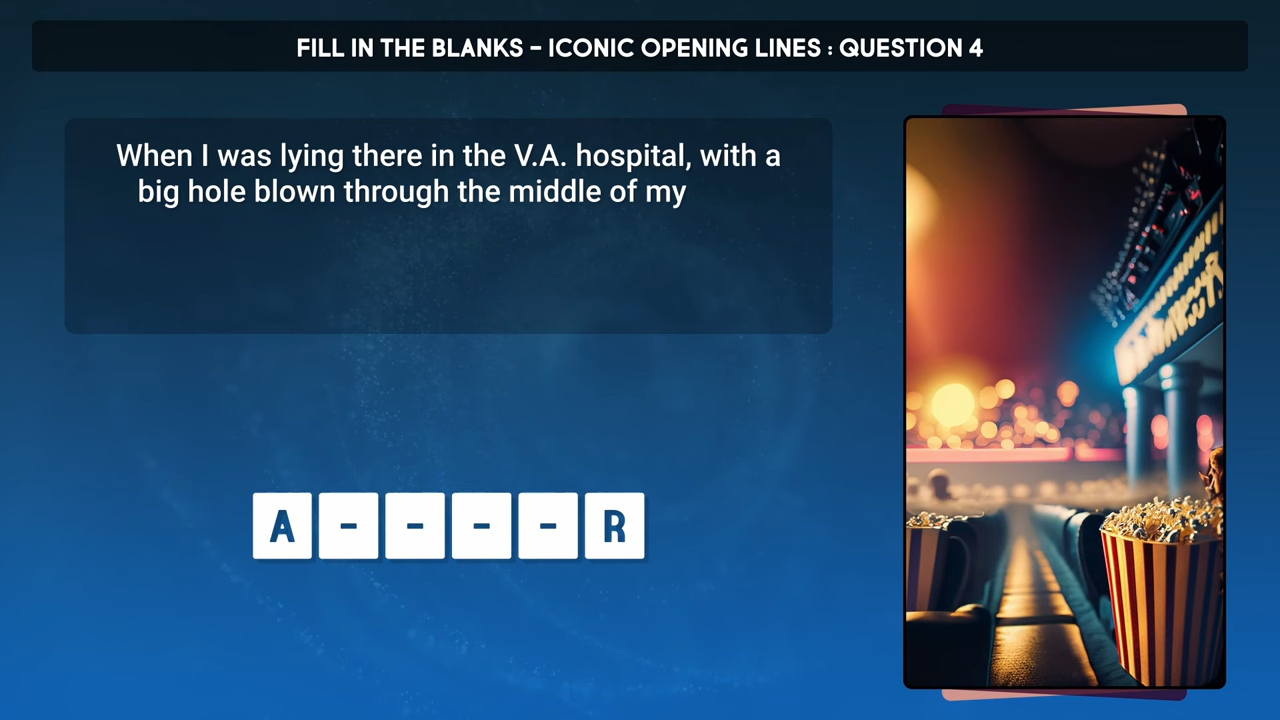 FILL IN THE BLANKS - ICONIC OPENING LINES : QUESTION 4
When I was lying there in the V.A. hospital, with a
big hole blown through the middle of my
A - - - - R